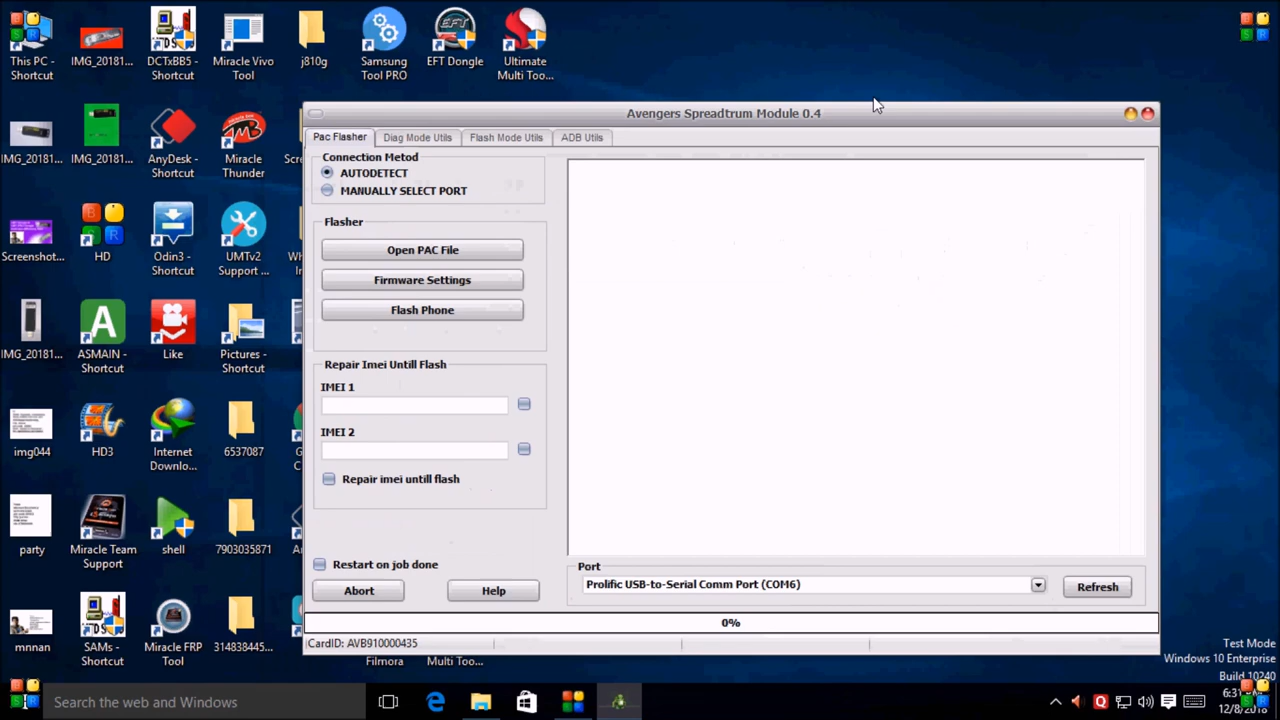 This PC -
Shortcut
IMG_20181...
DCTxBB5 -
Shortcut
Miracle Vivo
Tool
j810g
Samsung
Tool PRO
EFT Dongle
Ultimate
Multi Too...
Avengers Spreadtrum Module 0.4
Pac Flasher
Diag Mode Utils
Flash Mode Utils
ADB Utils
IMG_20181...
IMG_20181...
AnyDesk -
Shortcut
Miracle
Thunder
Connection Metod
AUTODETECT
MANUALLY SELECT PORT
Flasher
Open PAC File
Firmware Settings
Flash Phone
Screenshot...
HD
Odin3 -
Shortcut
UMTv2
Support ...
IMG_20181...
ASMAIN -
Shortcut
Like
Pictures -
Shortcut
Repair Imei Untill Flash
IMEI 1
IMEI 2
Repair imei untill flash
img044
HD3
Internet
Downlo...
6537087
party
Miracle Team
Support
shell
7903035871
Restart on job done
Abort
Help
Port
Prolific USB-to-Serial Comm Port (COM6)
Refresh
0%
CardID: AVB910000435
mnnan
SAMs -
Shortcut
Miracle FRP
Tool
314838445...
Filmora
Multi Too...
Test Mode
Windows 10 Enterprise
Build 10240
Search the web and Windows
12/8/2018